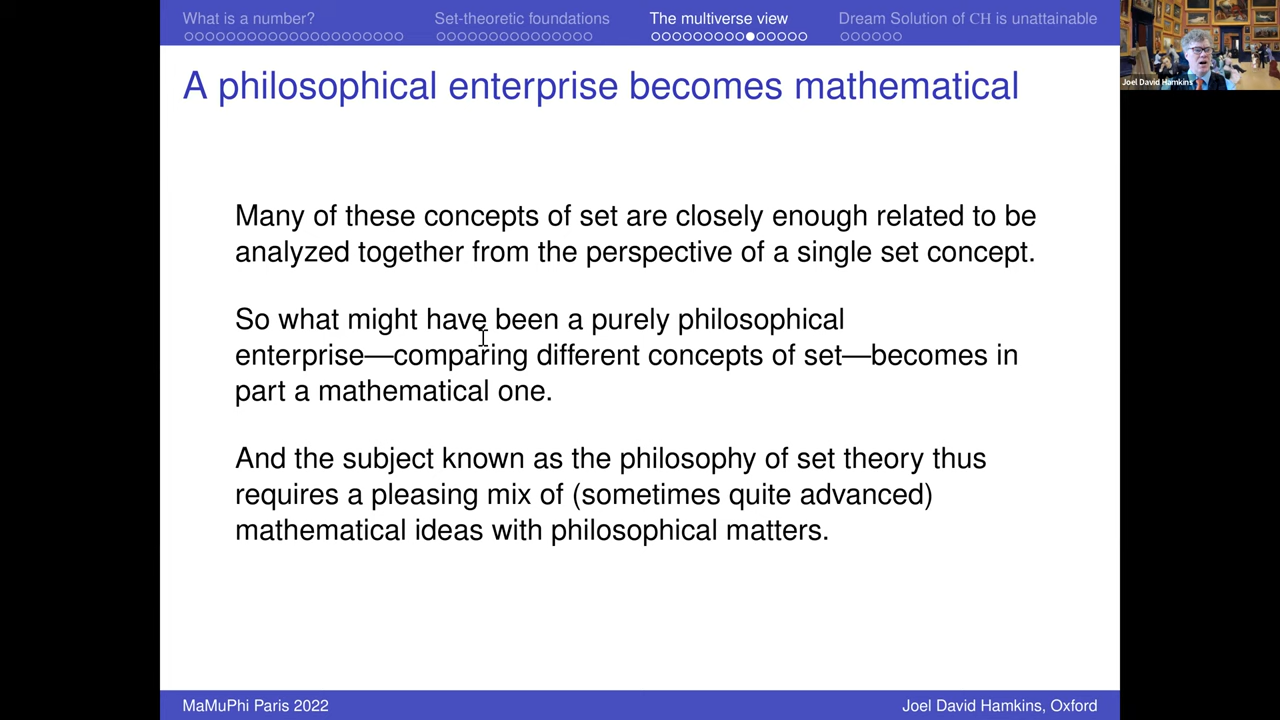 What is a number? Set-theoretic foundations The multiverse view Dream Solution of CH is unattainable
Joel David Hamkins
A philosophical enterprise becomes mathematical
Many of these concepts of set are closely enough related to be
analyzed together from the perspective of a single set concept.
So what might have been a purely philosophical
enterprise—comparing different concepts of set—becomes in
part a mathematical one.
And the subject known as the philosophy of set theory thus
requires a pleasing mix of (sometimes quite advanced)
mathematical ideas with philosophical matters.
MaMuPhi Paris 2022 Joel David Hamkins, Oxford